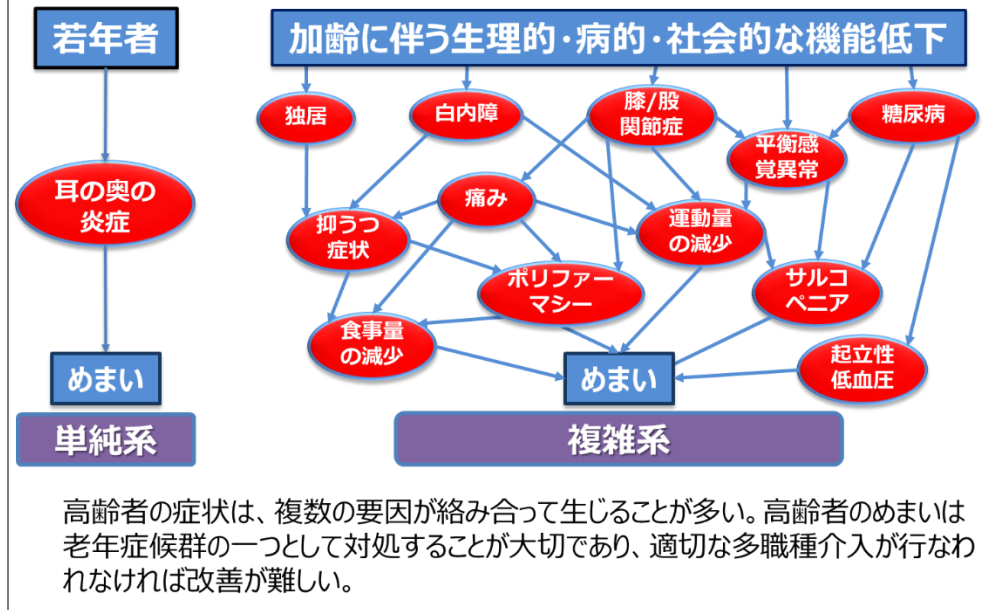 若年者
加齢に伴う生理的・病的・社会的な機能低下
独居
白内障
膝/股
関節症
糖尿病
平衡感
覚異常
耳の奥の
炎症
痛み
抑うつ
症状
運動量
の減少
ポリファー
マシー
サルコ
ペニア
食事量
の減少
起立性
低血圧
めまい
めまい
単純系
複雑系
高齢者の症状は、複数の要因が絡み合って生じることが多い。高齢者のめまいは
老年症候群の一つとして対処することが大切であり、適切な多職種介入が行なわ
れなければ改善が難しい。